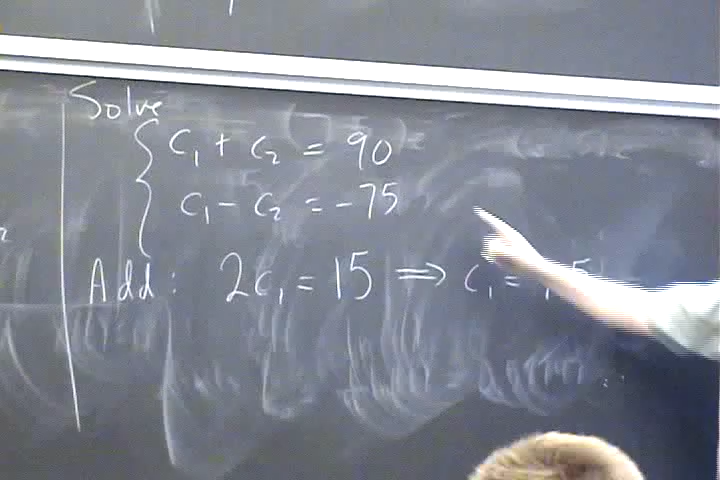 Solve
c₁ + c₂ = 90
c₁ - c₂ = -75
Add: 2c₁ = 15 ⟹ c₁ =